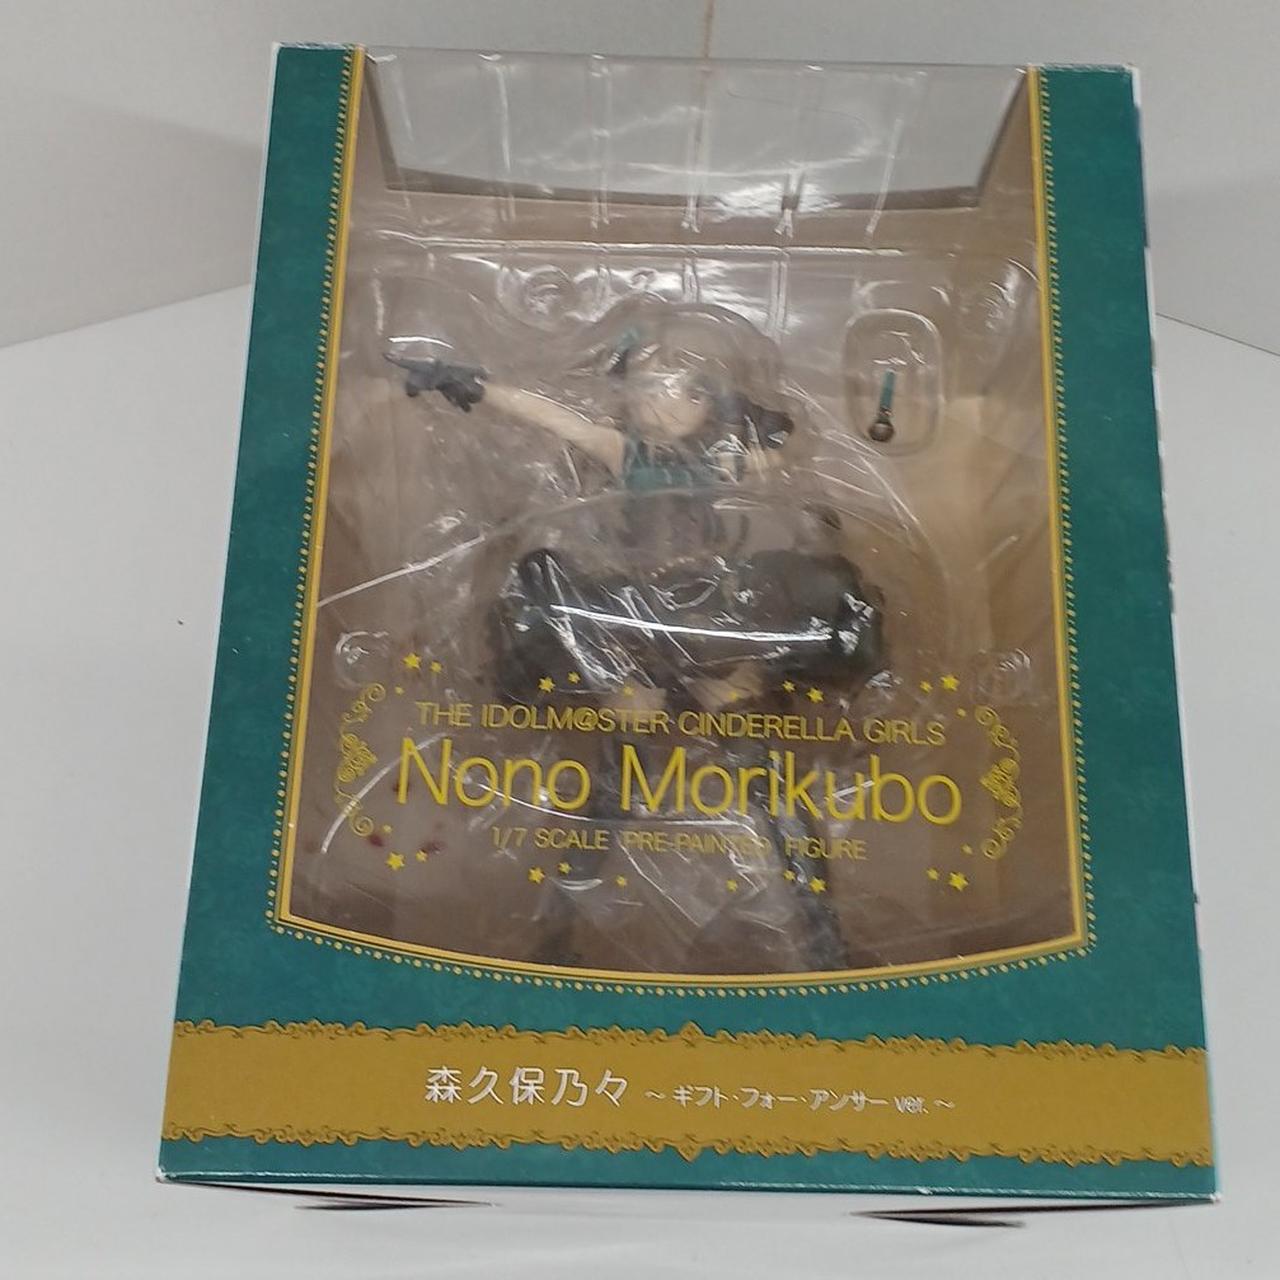 THE IDOLM@STER CINDERELLA GIRLS
Nono Morikubo
1/7 SCALE PRE-PAINTED FIGURE
森久保乃々 ～ギフト・フォー・アンサー ver.～